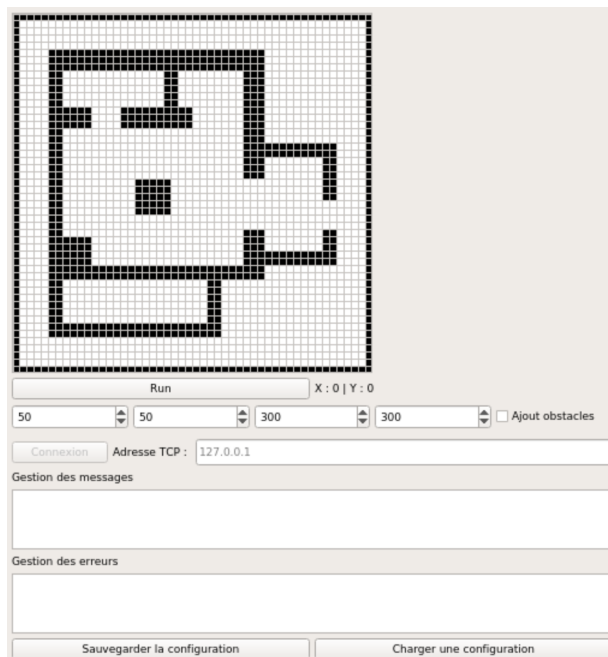 Run X : 0 | Y : 0
50 50 300 300 Ajout obstacles
Connexion Adresse TCP : 127.0.0.1
Gestion des messages
Gestion des erreurs
Sauvegarder la configuration Charger une configuration